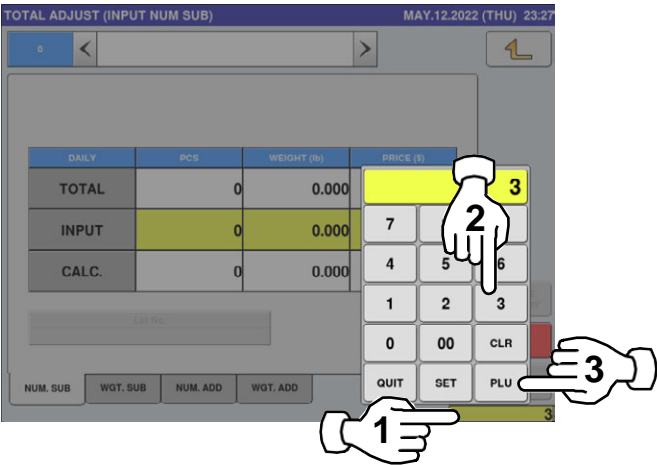 TOTAL ADJUST (INPUT NUM SUB) MAY.12.2022 (THU) 23:27
0
DAILY PCS WEIGHT (lb) PRICE ($)
TOTAL 0 0.000
INPUT 0 0.000
CALC. 0 0.000
Lot No.
NUM. SUB WGT. SUB NUM. ADD WGT. ADD
3
7
4 5 6
1 2 3
0 00 CLR
QUIT SET PLU
3
1
2
3